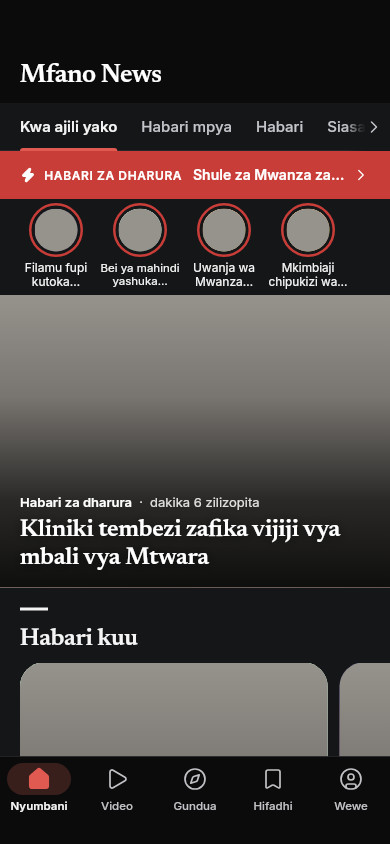 Mfano News
Kwa ajili yako Habari mpya Habari Siasa
HABARI ZA DHARURA Shule za Mwanza za...
Filamu fupi kutoka...
Bei ya mahindi yashuka...
Uwanja wa Mwanza...
Mkimbiaji chipukizi wa...
Habari za dharura · dakika 6 zilizopita
Kliniki tembezi zafika vijiji vya
mbali vya Mtwara
Habari kuu
Nyumbani Video Gundua Hifadhi Wewe